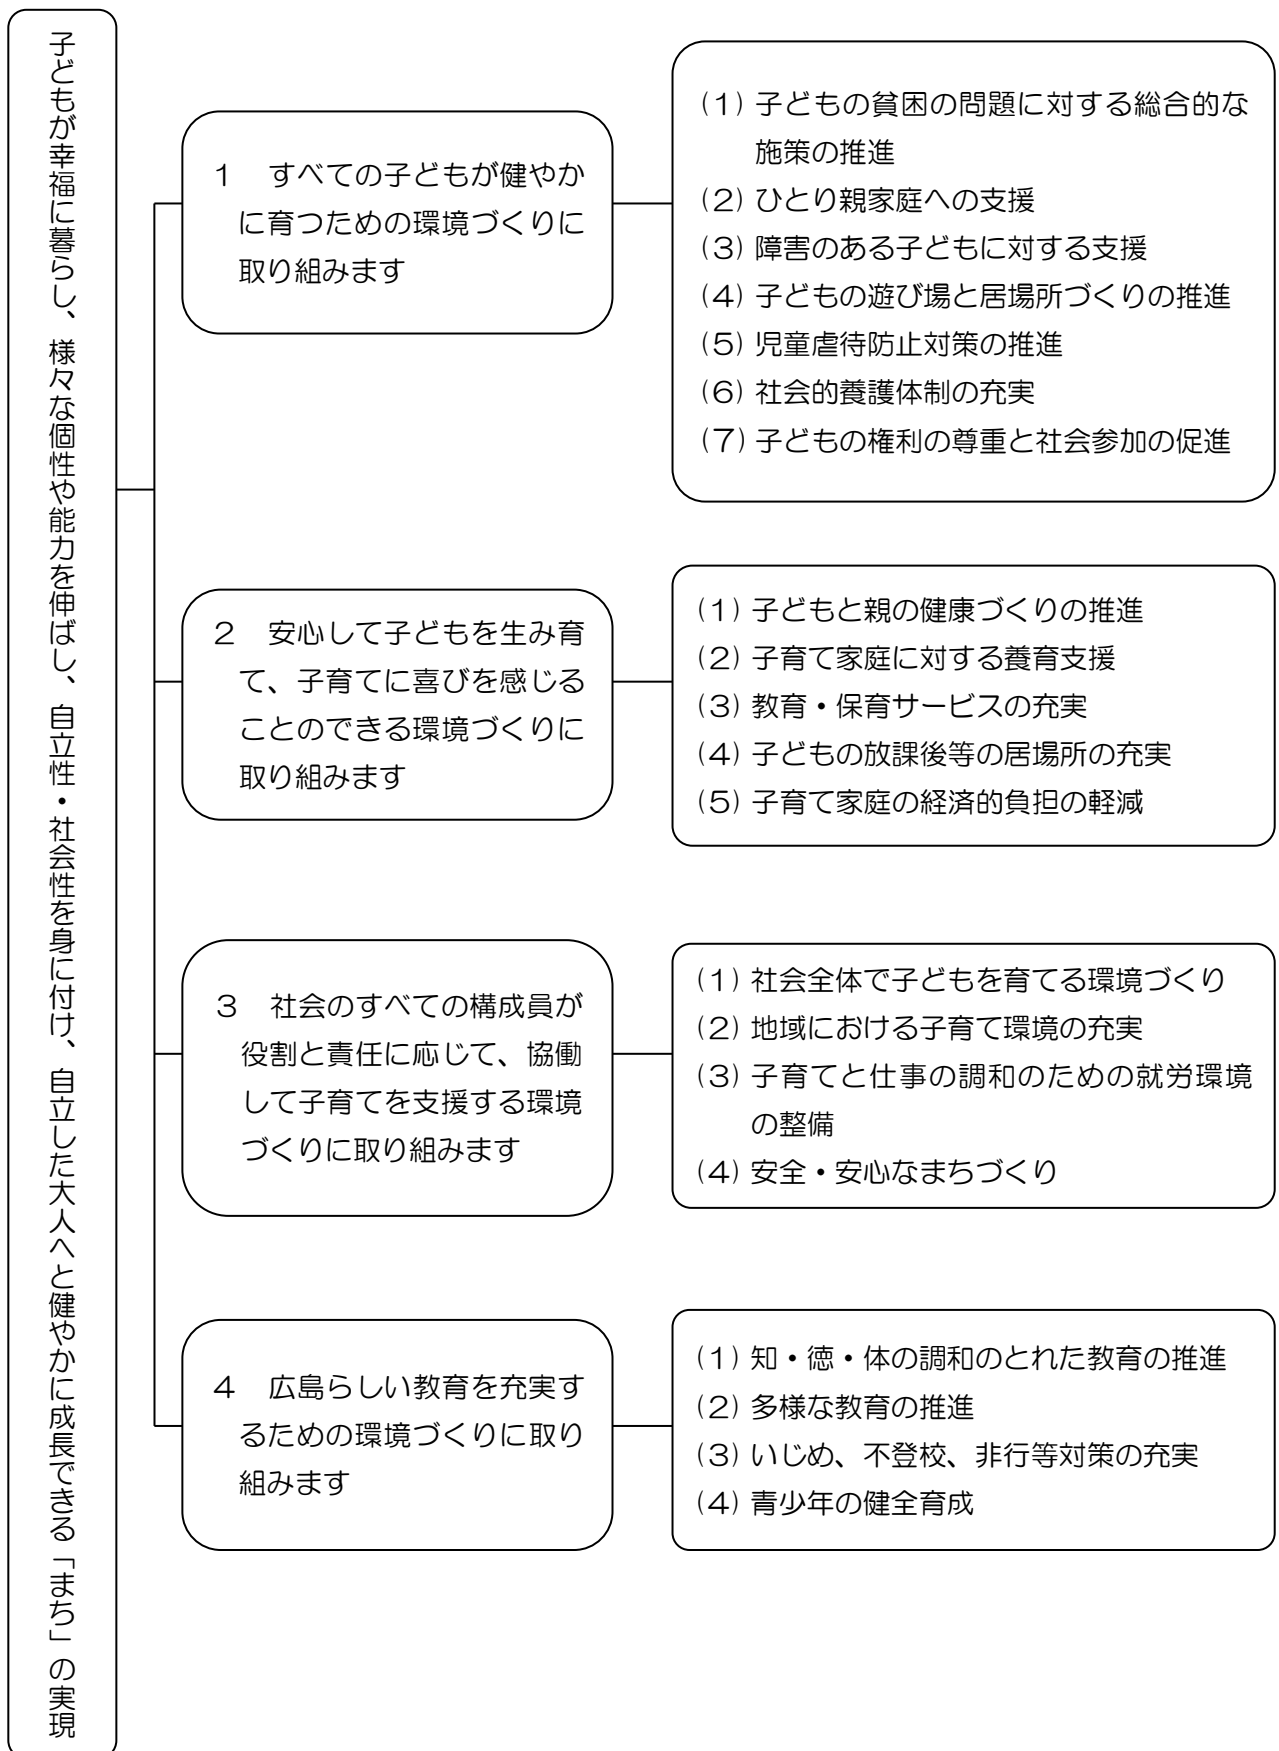 子どもが幸福に暮らし、様々な個性や能力を伸ばし、自立性・社会性を身に付け、自立した大人へと健やかに成長できる「まち」の実現
1　すべての子どもが健やか
に育つための環境づくりに
取り組みます
(1) 子どもの貧困の問題に対する総合的な
施策の推進
(2) ひとり親家庭への支援
(3) 障害のある子どもに対する支援
(4) 子どもの遊び場と居場所づくりの推進
(5) 児童虐待防止対策の推進
(6) 社会的養護体制の充実
(7) 子どもの権利の尊重と社会参加の促進
2　安心して子どもを生み育
て、子育てに喜びを感じる
ことのできる環境づくりに
取り組みます
(1) 子どもと親の健康づくりの推進
(2) 子育て家庭に対する養育支援
(3) 教育・保育サービスの充実
(4) 子どもの放課後等の居場所の充実
(5) 子育て家庭の経済的負担の軽減
3　社会のすべての構成員が
役割と責任に応じて、協働
して子育てを支援する環境
づくりに取り組みます
(1) 社会全体で子どもを育てる環境づくり
(2) 地域における子育て環境の充実
(3) 子育てと仕事の調和のための就労環境
の整備
(4) 安全・安心なまちづくり
4　広島らしい教育を充実す
るための環境づくりに取り
組みます
(1) 知・徳・体の調和のとれた教育の推進
(2) 多様な教育の推進
(3) いじめ、不登校、非行等対策の充実
(4) 青少年の健全育成